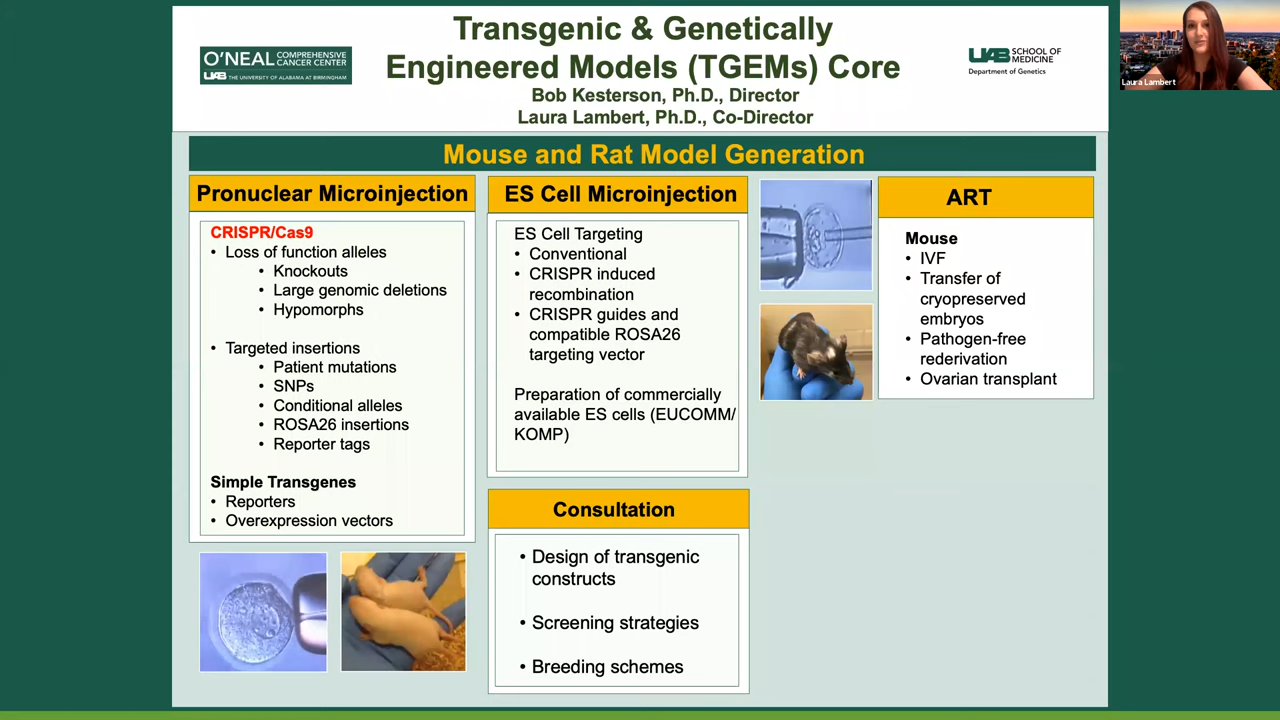 Transgenic & Genetically
Engineered Models (TGEMs) Core
Bob Kesterson, Ph.D., Director
Laura Lambert, Ph.D., Co-Director
O'NEAL COMPREHENSIVE
CANCER CENTER
UAB THE UNIVERSITY OF ALABAMA AT BIRMINGHAM
UAB SCHOOL OF
MEDICINE
Department of Genetics
Laura Lambert
Mouse and Rat Model Generation
Pronuclear Microinjection
CRISPR/Cas9
• Loss of function alleles
• Knockouts
• Large genomic deletions
• Hypomorphs
• Targeted insertions
• Patient mutations
• SNPs
• Conditional alleles
• ROSA26 insertions
• Reporter tags
Simple Transgenes
• Reporters
• Overexpression vectors
ES Cell Microinjection
ES Cell Targeting
• Conventional
• CRISPR induced
recombination
• CRISPR guides and
compatible ROSA26
targeting vector
Preparation of commercially
available ES cells (EUCOMM/
KOMP)
Consultation
• Design of transgenic
constructs
• Screening strategies
• Breeding schemes
ART
Mouse
• IVF
• Transfer of
cryopreserved
embryos
• Pathogen-free
rederivation
• Ovarian transplant